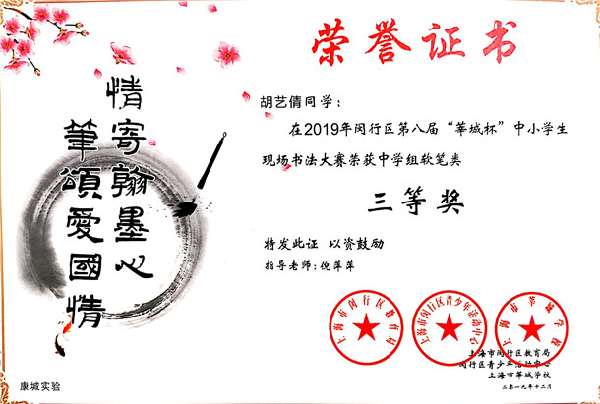 荣誉证书
情寄翰墨心
筆頌愛國情
胡艺倩同学：
在2019年闵行区第八届“莘城杯”中小学生
现场书法大赛荣获中学组软笔类
三等奖
特发此证 以资鼓励
指导老师：倪萍萍
上海市闵行区教育局
上海市闵行区青少年活动中心
上海市莘城学校
上海市闵行区教育局
闵行区青少年活动中心
上海市莘城学校
二零一九年十二月
康城实验